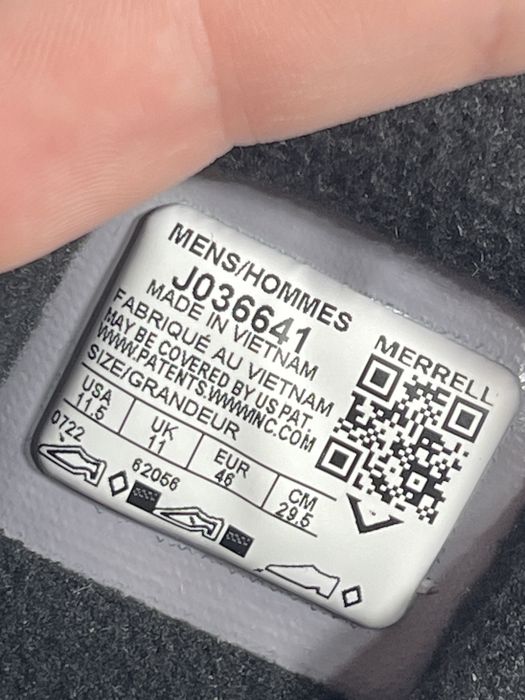 MENS/HOMMES
J036641
MADE IN VIETNAM
FABRIQUÉ AU VIETNAM
MAY BE COVERED BY US PAT.
WWW.PATENTS.WWWINC.COM
SIZE/GRANDEUR
USA UK EUR CM
11.5 11 46 29.5
0722 62056
MERRELL